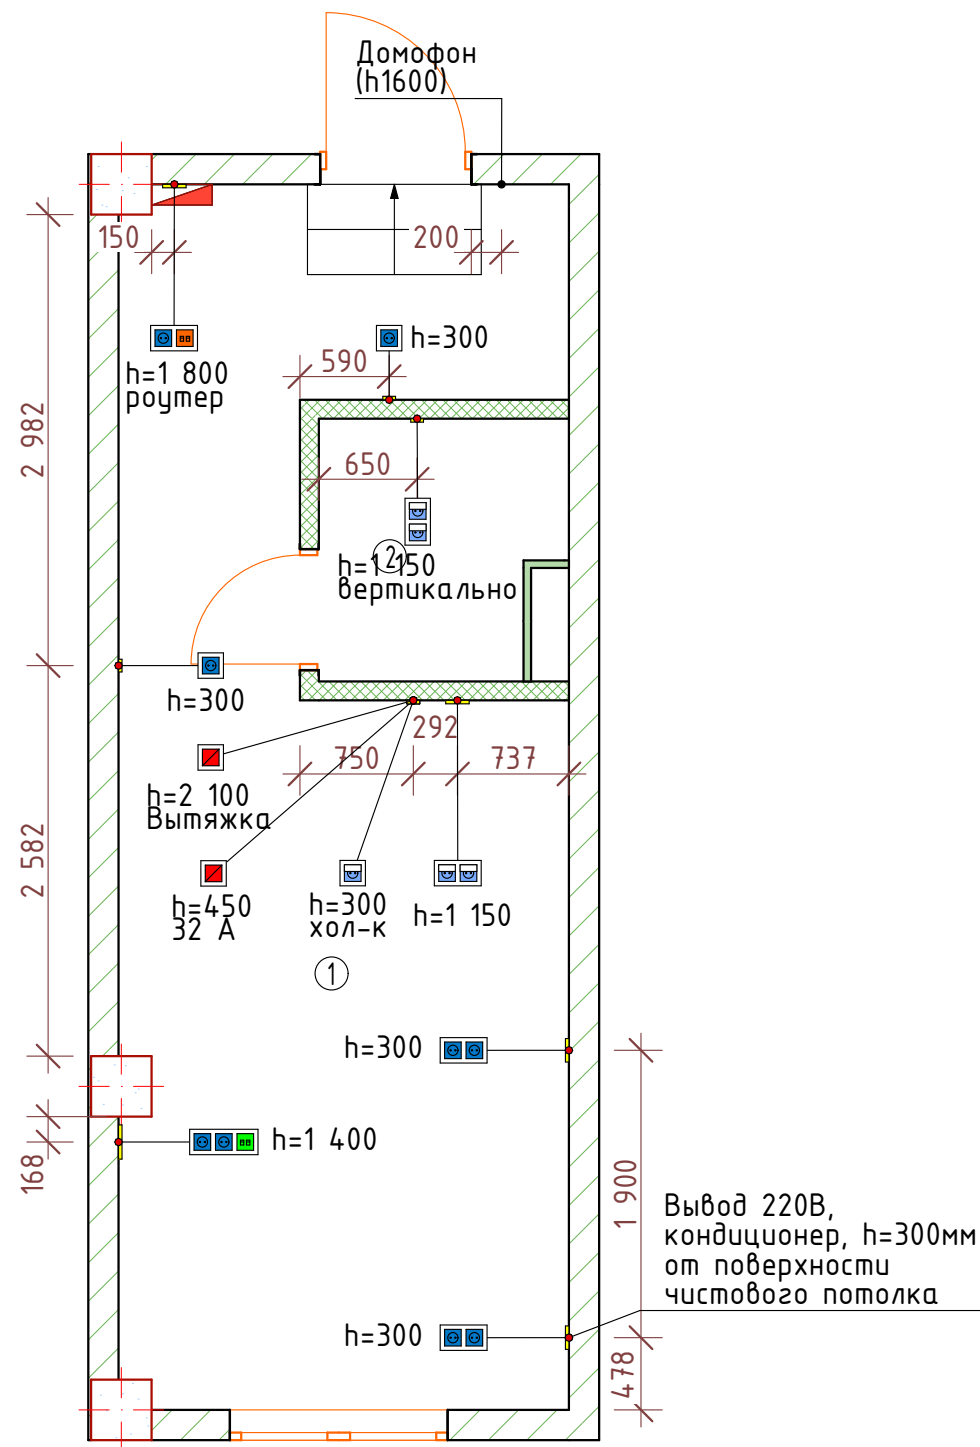 Домофон
(h1600)
150
200
h=1 800
роутер
h=300
590
2 982
650
2
h=1 150
вертикально
h=300
292
750
737
h=2 100
Вытяжка
2 582
h=450
32 А
h=300
хол-к
h=1 150
1
h=300
h=1 400
168
1 900
Вывод 220В,
кондиционер, h=300мм
от поверхности
чистового потолка
h=300
478